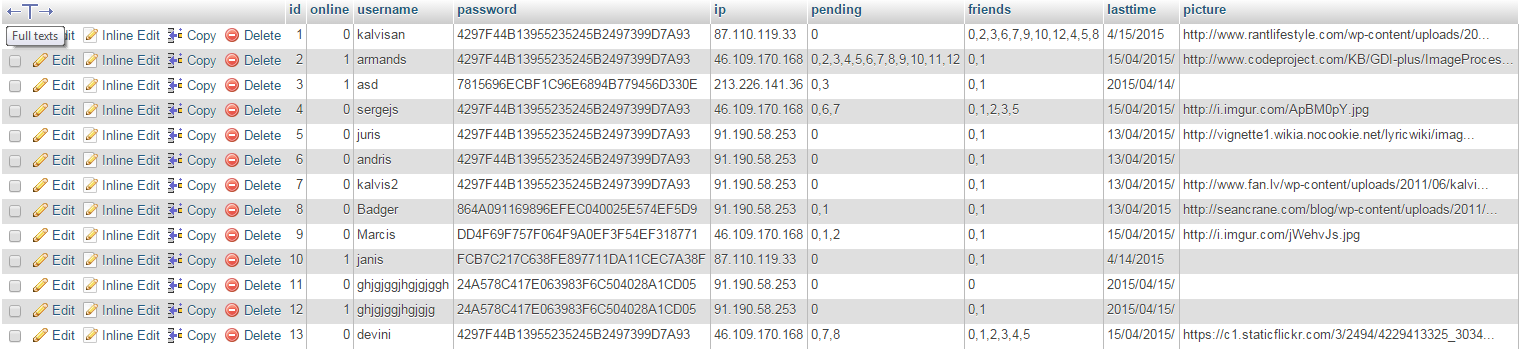 id online username password ip pending friends lasttime picture
Full texts Edit Inline Edit Copy Delete 1 0 kalvisan 4297F44B13955235245B2497399D7A93 87.110.119.33 0 0,2,3,6,7,9,10,12,4,5,8 4/15/2015 http://www.rantlifestyle.com/wp-content/uploads/20...
Edit Inline Edit Copy Delete 2 1 armands 4297F44B13955235245B2497399D7A93 46.109.170.168 0,2,3,4,5,6,7,8,9,10,11,12 0,1 15/04/2015/ http://www.codeproject.com/KB/GDI-plus/ImageProces...
Edit Inline Edit Copy Delete 3 1 asd 7815696ECBF1C96E6894B779456D330E 213.226.141.36 0,3 0,1 2015/04/14/
Edit Inline Edit Copy Delete 4 0 sergejs 4297F44B13955235245B2497399D7A93 46.109.170.168 0,6,7 0,1,2,3,5 15/04/2015/ http://i.imgur.com/ApBM0pY.jpg
Edit Inline Edit Copy Delete 5 0 juris 4297F44B13955235245B2497399D7A93 91.190.58.253 0 0,1 13/04/2015/ http://vignette1.wikia.nocookie.net/lyricwiki/imag...
Edit Inline Edit Copy Delete 6 0 andris 4297F44B13955235245B2497399D7A93 91.190.58.253 0 0,1 13/04/2015/
Edit Inline Edit Copy Delete 7 0 kalvis2 4297F44B13955235245B2497399D7A93 91.190.58.253 0 0,1 13/04/2015/ http://www.fan.lv/wp-content/uploads/2011/06/kalvi...
Edit Inline Edit Copy Delete 8 0 Badger 864A091169896EFEC040025E574EF5D9 91.190.58.253 0,1 0,1 13/04/2015/ http://seancrane.com/blog/wp-content/uploads/2011/...
Edit Inline Edit Copy Delete 9 0 Marcis DD4F69F757F064F9A0EF3F54EF318771 46.109.170.168 0,1,2 0,1 15/04/2015/ http://i.imgur.com/jWehvJs.jpg
Edit Inline Edit Copy Delete 10 1 janis FCB7C217C638FE897711DA11CEC7A38F 87.110.119.33 0 0,1 4/14/2015
Edit Inline Edit Copy Delete 11 0 ghjgjggjhgjgjggh 24A578C417E063983F6C504028A1CD05 91.190.58.253 0 0 2015/04/15/
Edit Inline Edit Copy Delete 12 1 ghjgjggjhgjgjg 24A578C417E063983F6C504028A1CD05 91.190.58.253 0 0,1 2015/04/15/
Edit Inline Edit Copy Delete 13 0 devini 4297F44B13955235245B2497399D7A93 46.109.170.168 0,7,8 0,1,2,3,4,5 15/04/2015/ https://c1.staticflickr.com/3/2494/4229413325_3034...